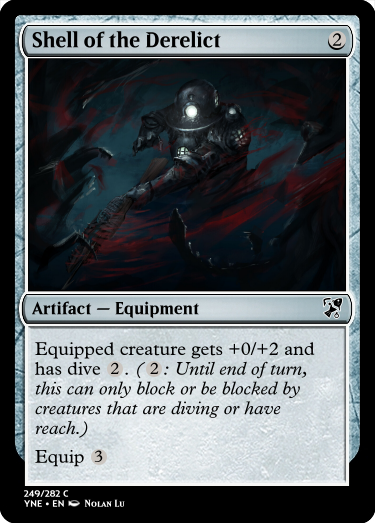 Shell of the Derelict 2
Artifact — Equipment
Equipped creature gets +0/+2 and
has dive 2. (2: Until end of turn,
this can only block or be blocked by
creatures that are diving or have
reach.)
Equip 3
249/282 C
YNE • EN Nolan Lu